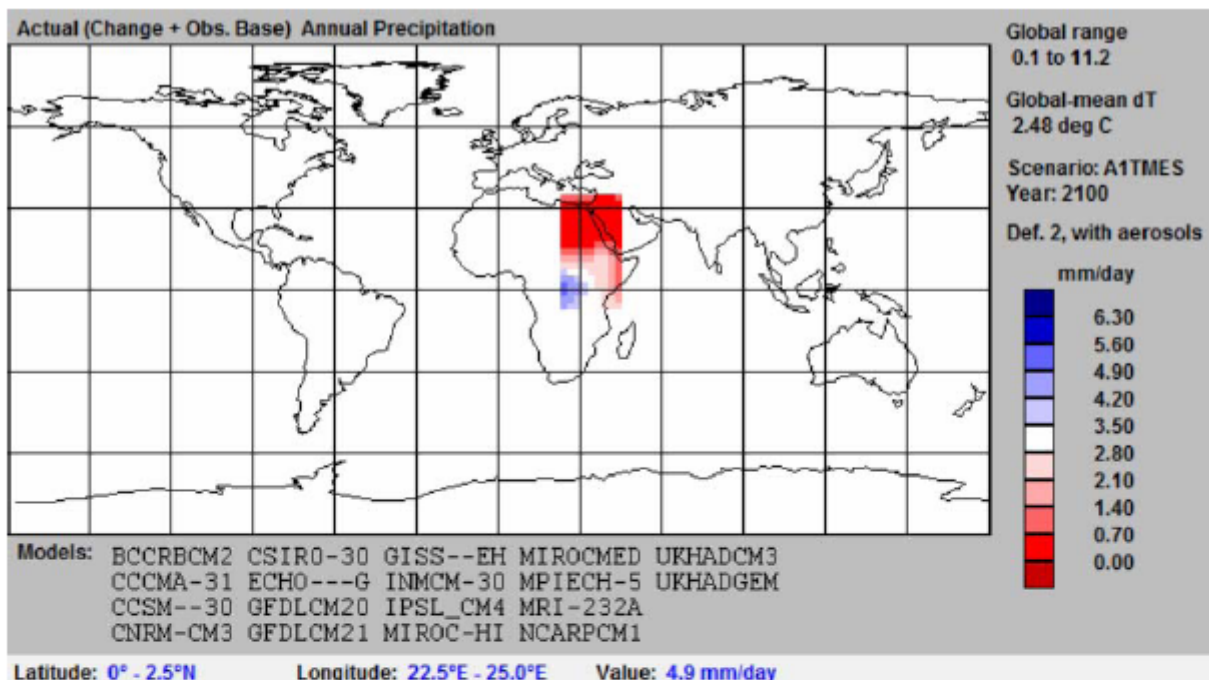 Actual (Change + Obs. Base) Annual Precipitation
Global range
0.1 to 11.2
Global-mean dT
2.48 deg C
Scenario: A1TMES
Year: 2100
Def. 2, with aerosols
mm/day
6.30
5.60
4.90
4.20
3.50
2.80
2.10
1.40
0.70
0.00
Models: BCCRBCM2 CSIRO-30 GISS--EH MIROCMED UKHADCM3
CCCMA-31 ECHO---G INMCM-30 MPIECH-5 UKHADGEM
CCSM--30 GFDLCM20 IPSL_CM4 MRI-232A
CNRM-CM3 GFDLCM21 MIROC-HI NCARPCM1
Latitude: 0° - 2.5°N Longitude: 22.5°E - 25.0°E Value: 4.9 mm/day